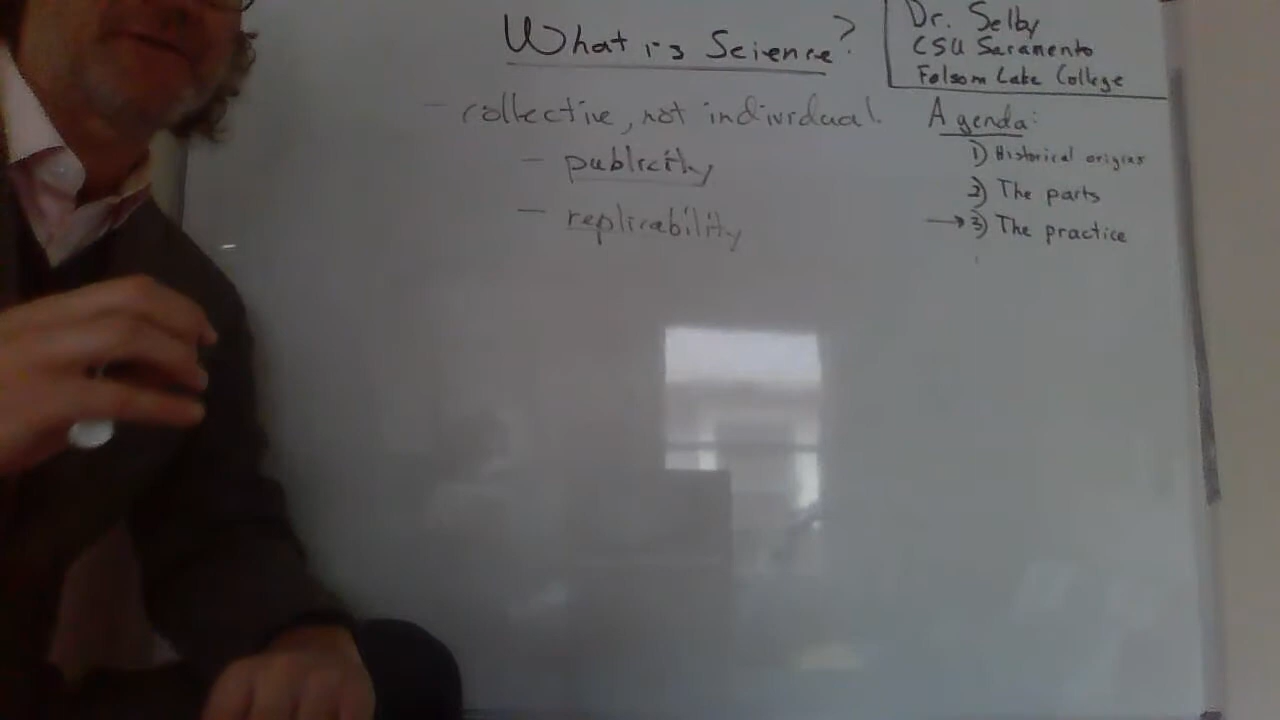 What is Science?
- collective, not individual.
- publicity
- replicability
Dr. Selby
CSU Saramento
Folsom Lake College
Agenda:
1) Historical origins
2) The parts
→ 3) The practice